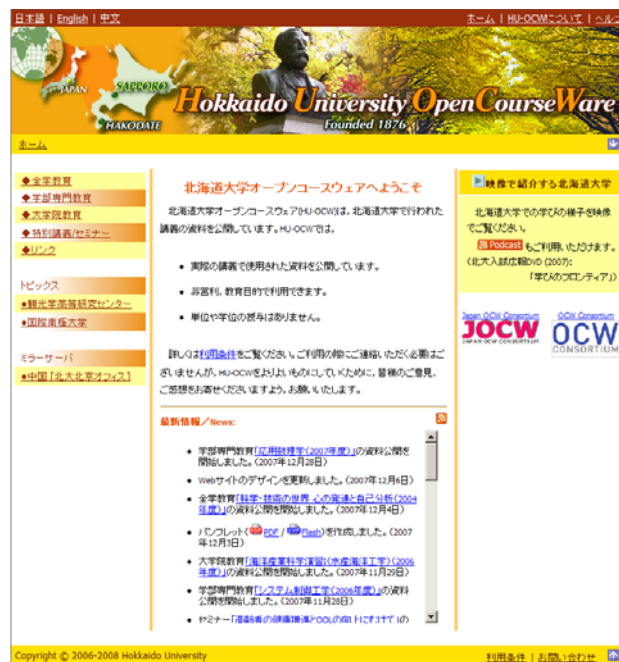 日本語 | English | 中文
ホーム | HU-OCWについて | ヘルプ
JAPAN
SAPPORO
HAKODATE
Hokkaido University OpenCourseWare
Founded 1876
ホーム
◆全学教育
◆学部専門教育
◆大学院教育
◆特別講義/セミナー
◆リンク
トピックス
●観光学高等研究センター
●国際南極大学
ミラーサーバ
●中国 [北大北京オフィス]
北海道大学オープンコースウェアへようこそ
北海道大学オープンコースウェア(HU-OCW)は、北海道大学で行われた
講義の資料を公開しています。HU-OCWでは、
• 実際の講義で使用された資料を公開しています。
• 非営利、教育目的で利用できます。
• 単位や学位の授与はありません。
詳しくは利用条件をご覧ください。ご利用の際にご連絡いただく必要はご
ざいませんが、HU-OCWをよりよいものにしていくために、皆様のご意見、
ご感想をお寄せくださいますよう、お願いいたします。
最新情報/News:
• 学部専門教育「応用数理学(2007年度)」の資料公開を
開始しました。(2007年12月28日)
• Webサイトのデザインを更新しました。(2007年12月6日)
• 全学教育「科学・技術の世界 心の発達と自己分析(2004
年度)」の資料公開を開始しました。(2007年12月4日)
• パンフレット(PDF / Flash)を作成しました。(2007
年12月3日)
• 大学院教育「海洋産業科学演習(水産海洋工学)(2006
年度)」の資料公開を開始しました。(2007年11月29日)
• 学部専門教育「システム制御工学(2006年度)」の資料
公開を開始しました。(2007年11月28日)
• セミナー「高齢者の健康増進とQOLの向上にむけて」の
映像で紹介する北海道大学
北海道大学での学びの様子を映像
でご覧ください。
Podcast もご利用いただけます。
(北大入試広報DVD (2007):
「学びのフロンティア」)
Japan OCW Consortium
JOCW
JAPAN OCW CONSORTIUM
OCW Consortium
OCW
CONSORTIUM
Copyright © 2006-2008 Hokkaido University
利用条件 | お問い合わせ